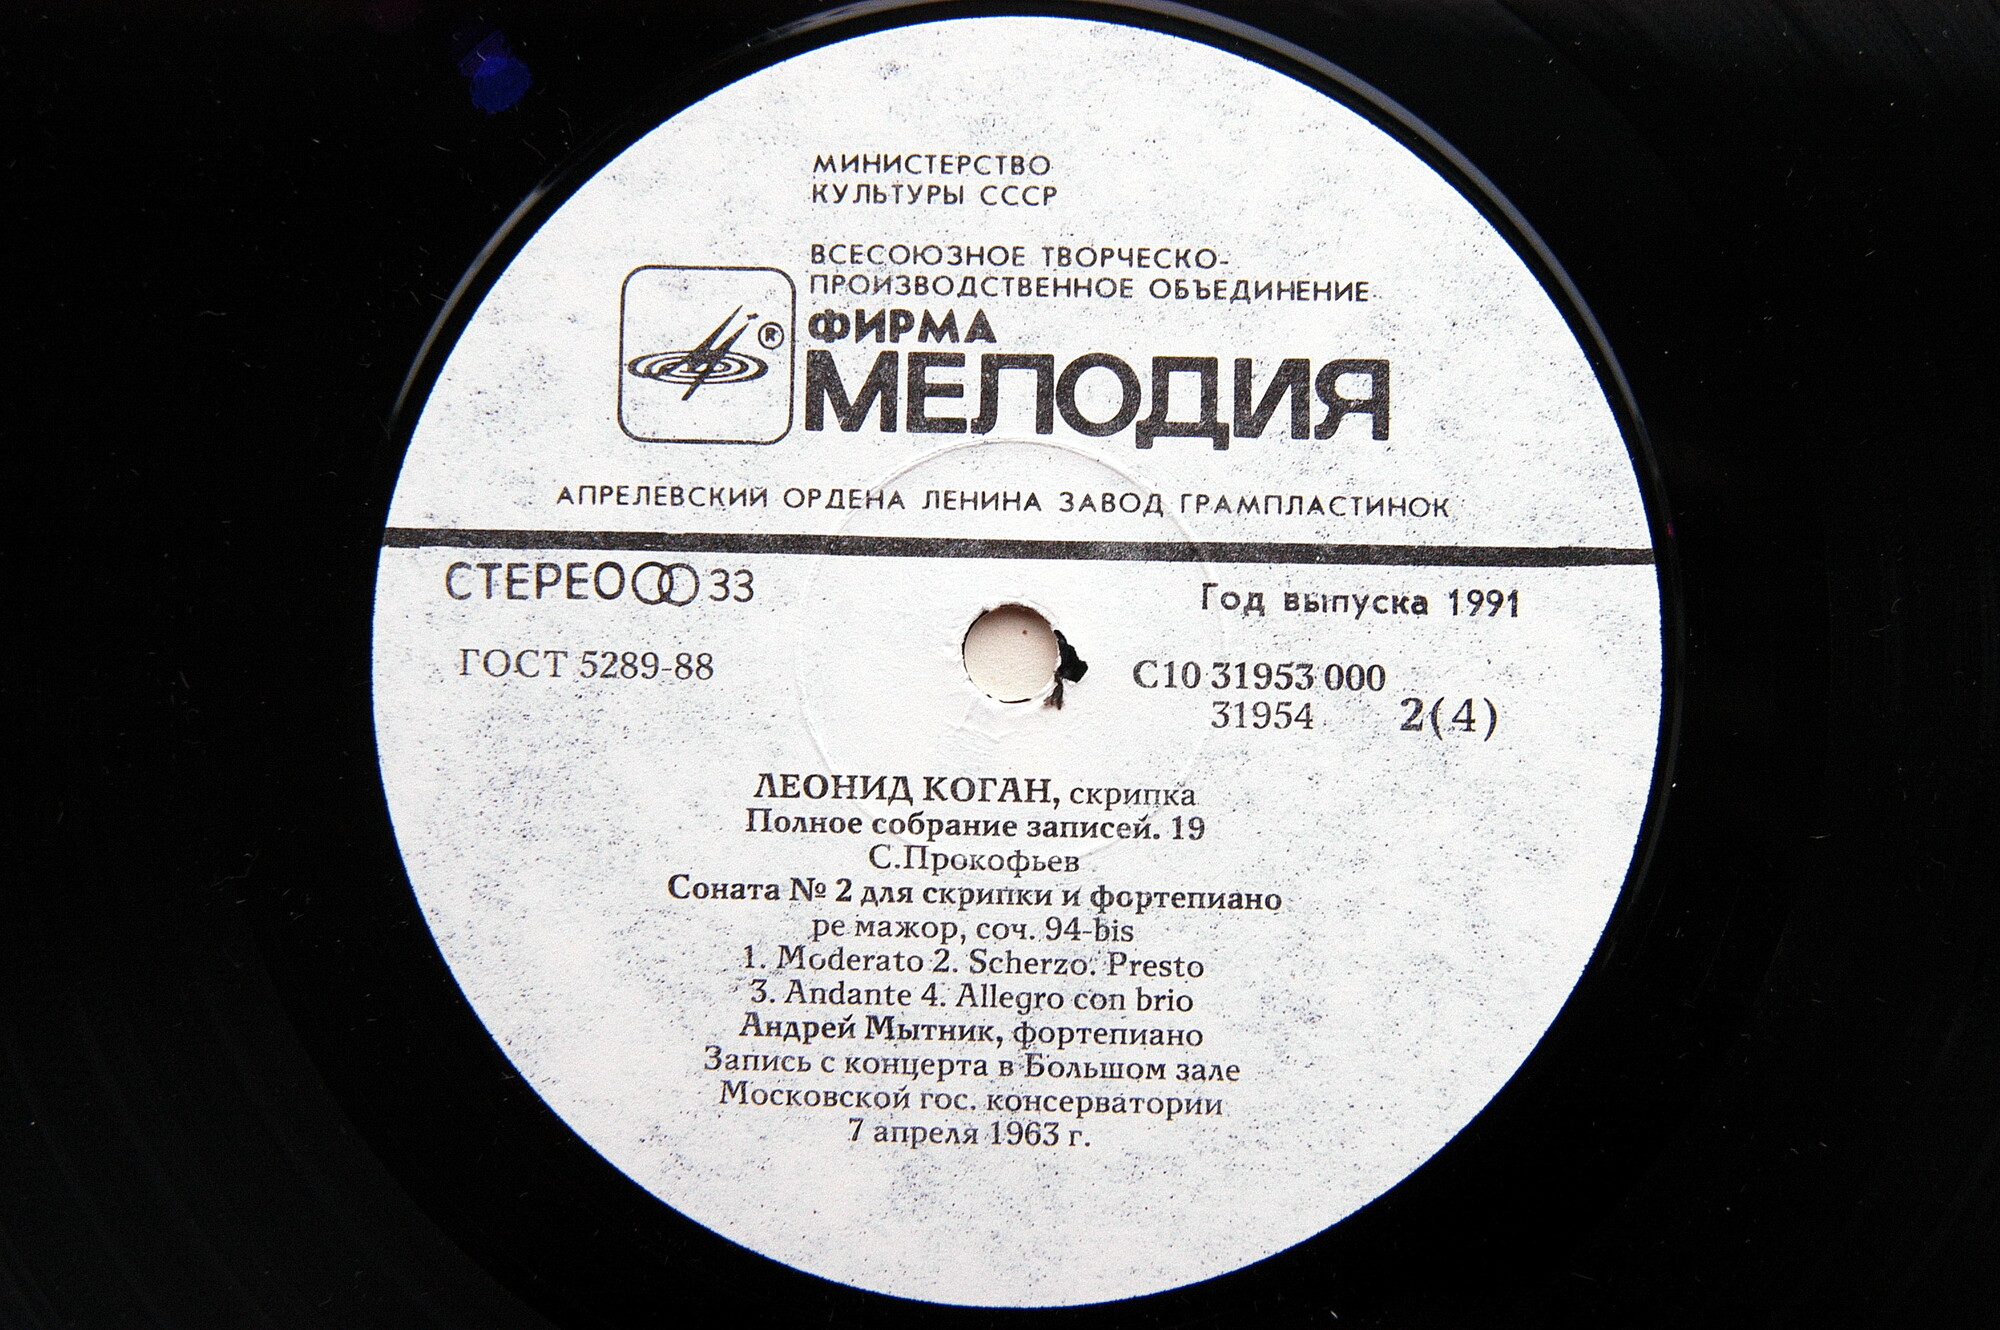 МИНИСТЕРСТВО
КУЛЬТУРЫ СССР
ВСЕСОЮЗНОЕ ТВОРЧЕСКО-
ПРОИЗВОДСТВЕННОЕ ОБЪЕДИНЕНИЕ
ФИРМА
®
МЕЛОДИЯ
АПРЕЛЕВСКИЙ ОРДЕНА ЛЕНИНА ЗАВОД ГРАМПЛАСТИНОК
СТЕРЕО 33
Год выпуска 1991
ГОСТ 5289-88
С10 31953 000
31954 2(4)
ЛЕОНИД КОГАН, скрипка
Полное собрание записей. 19
С.Прокофьев
Соната № 2 для скрипки и фортепиано
ре мажор, соч. 94-bis
1. Moderato 2. Scherzo. Presto
3. Andante 4. Allegro con brio
Андрей Мытник, фортепиано
Запись с концерта в Большом зале
Московской гос. консерватории
7 апреля 1963 г.